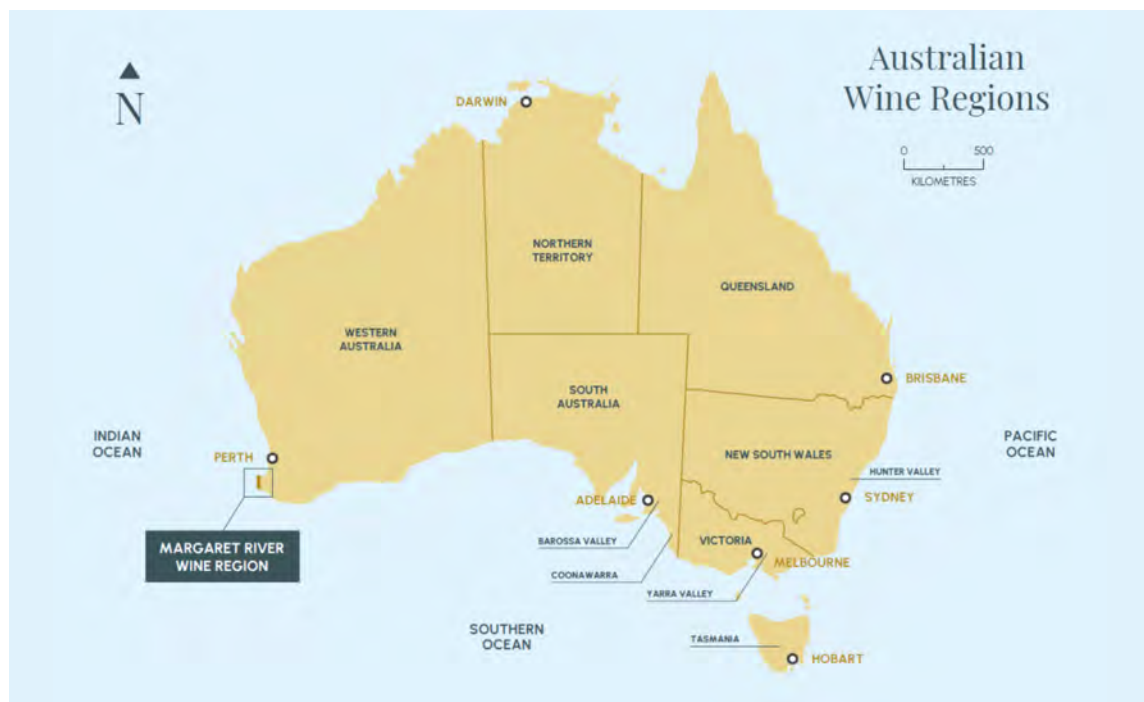 Australian
Wine Regions
N
0 500
KILOMETRES
DARWIN
NORTHERN
TERRITORY
QUEENSLAND
WESTERN
AUSTRALIA
SOUTH
AUSTRALIA
BRISBANE
INDIAN
OCEAN
PACIFIC
OCEAN
PERTH
NEW SOUTH WALES
HUNTER VALLEY
ADELAIDE
SYDNEY
MARGARET RIVER
WINE REGION
BAROSSA VALLEY
VICTORIA
MELBOURNE
COONAWARRA
YARRA VALLEY
SOUTHERN
OCEAN
TASMANIA
HOBART